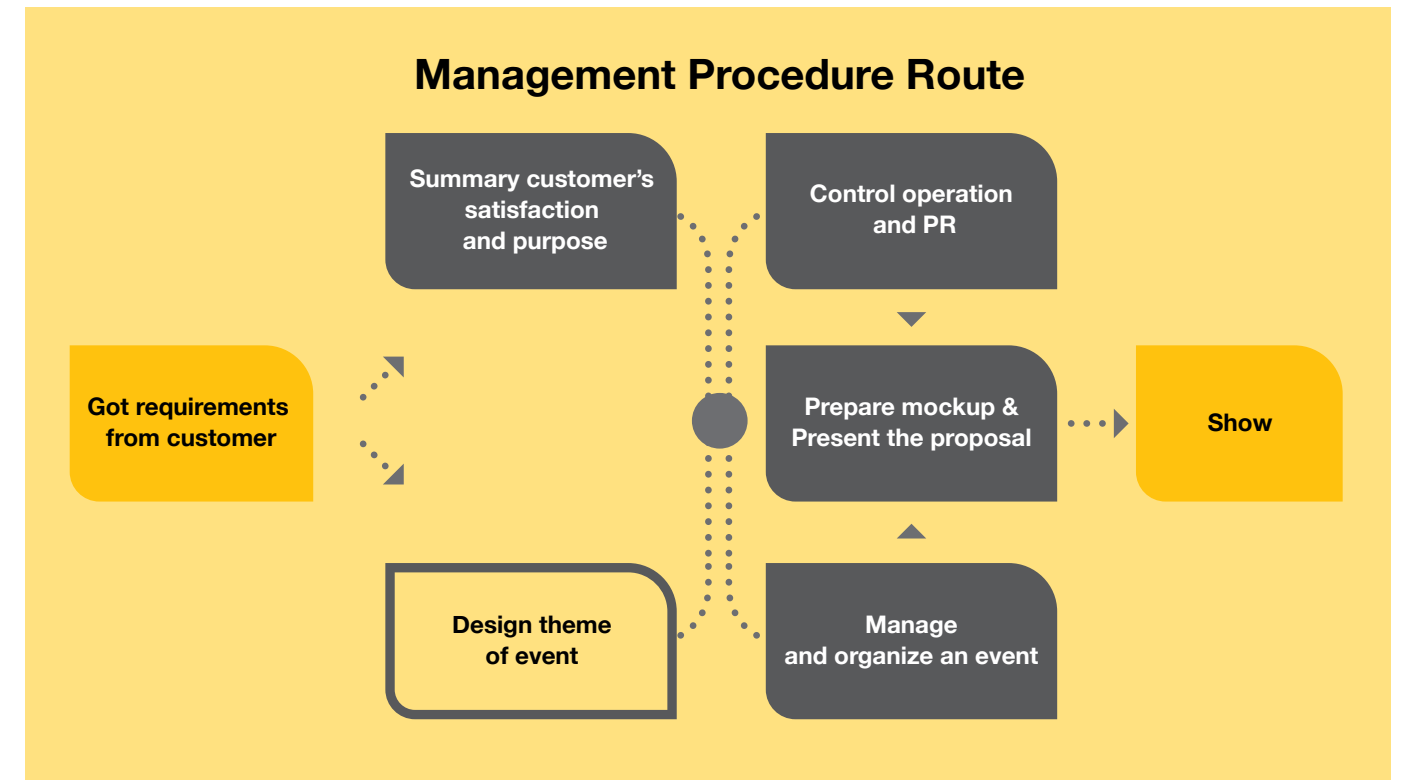 Management Procedure Route
Summary customer’s
satisfaction
and purpose
Control operation
and PR
Got requirements
from customer
Prepare mockup &
Present the proposal
Show
Design theme
of event
Manage
and organize an event